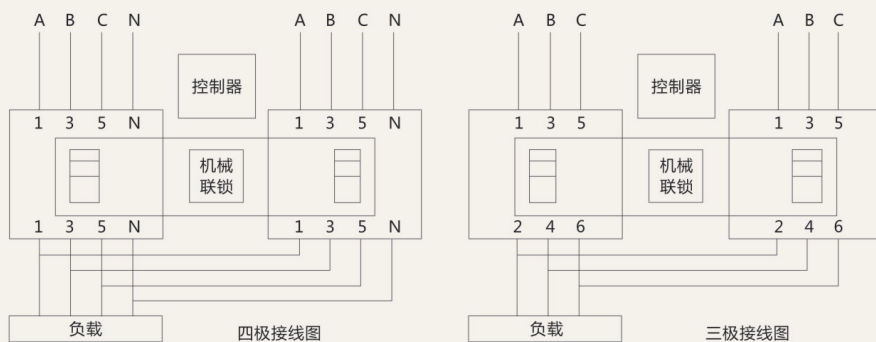 A B C N A B C N A B C A B C
控制器 控制器
1 3 5 N 1 3 5 N 1 3 5 1 3 5
机械 机械
联锁 联锁
1 3 5 N 1 3 5 N 2 4 6 2 4 6
负载 四极接线图 负载 三极接线图